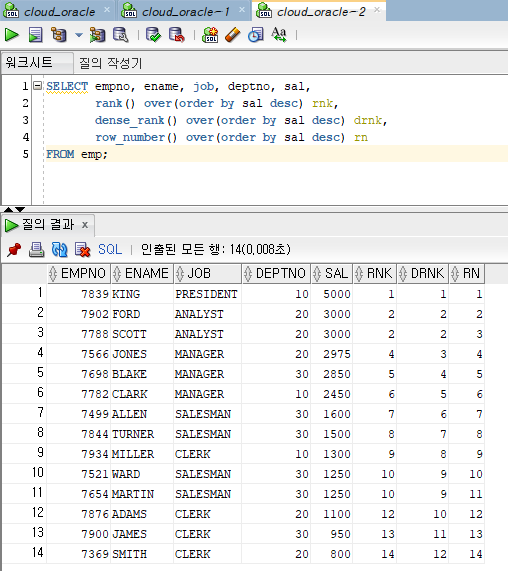 cloud_oracle cloud_oracle~1 cloud_oracle~2
워크시트 질의 작성기
1 SELECT empno, ename, job, deptno, sal,
2 rank() over(order by sal desc) rnk,
3 dense_rank() over(order by sal desc) drnk,
4 row_number() over(order by sal desc) rn
5 FROM emp;
질의 결과 x
SQL | 인출된 모든 행: 14(0,008초)
EMPNO ENAME JOB DEPTNO SAL RNK DRNK RN
1 7839 KING PRESIDENT 10 5000 1 1 1
2 7902 FORD ANALYST 20 3000 2 2 2
3 7788 SCOTT ANALYST 20 3000 2 2 3
4 7566 JONES MANAGER 20 2975 4 3 4
5 7698 BLAKE MANAGER 30 2850 5 4 5
6 7782 CLARK MANAGER 10 2450 6 5 6
7 7499 ALLEN SALESMAN 30 1600 7 6 7
8 7844 TURNER SALESMAN 30 1500 8 7 8
9 7934 MILLER CLERK 10 1300 9 8 9
10 7521 WARD SALESMAN 30 1250 10 9 10
11 7654 MARTIN SALESMAN 30 1250 10 9 11
12 7876 ADAMS CLERK 20 1100 12 10 12
13 7900 JAMES CLERK 30 950 13 11 13
14 7369 SMITH CLERK 20 800 14 12 14